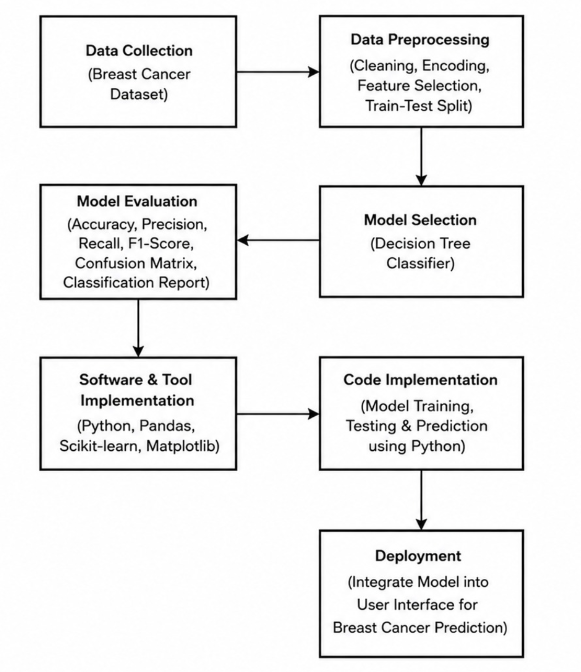 Data Collection
(Breast Cancer
Dataset)
Data Preprocessing
(Cleaning, Encoding,
Feature Selection,
Train-Test Split)
Model Selection
(Decision Tree
Classifier)
Model Evaluation
(Accuracy, Precision,
Recall, F1-Score,
Confusion Matrix,
Classification Report)
Software & Tool
Implementation
(Python, Pandas,
Scikit-learn, Matplotlib)
Code Implementation
(Model Training,
Testing & Prediction
using Python)
Deployment
(Integrate Model into
User Interface for
Breast Cancer Prediction)